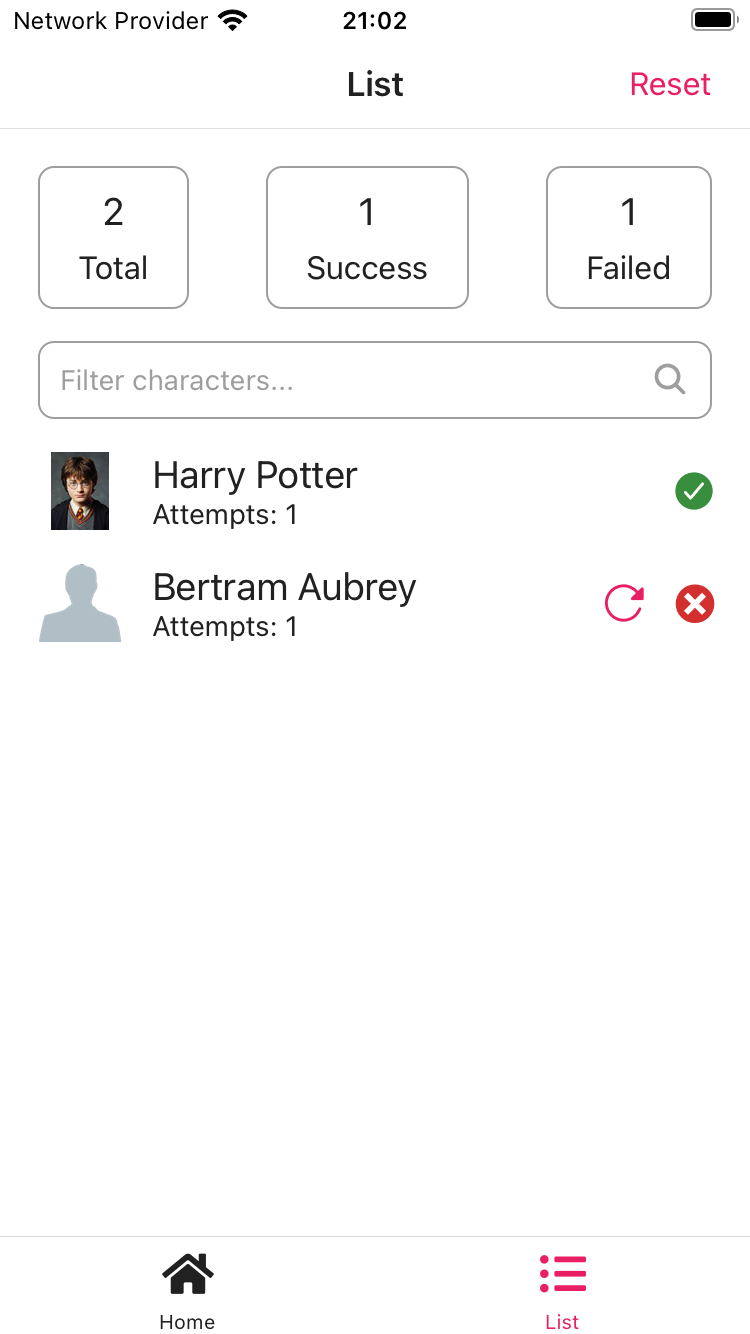 Network Provider 21:02
List Reset
2 1 1
Total Success Failed
Filter characters...
Harry Potter
Attempts: 1
Bertram Aubrey
Attempts: 1
Home List